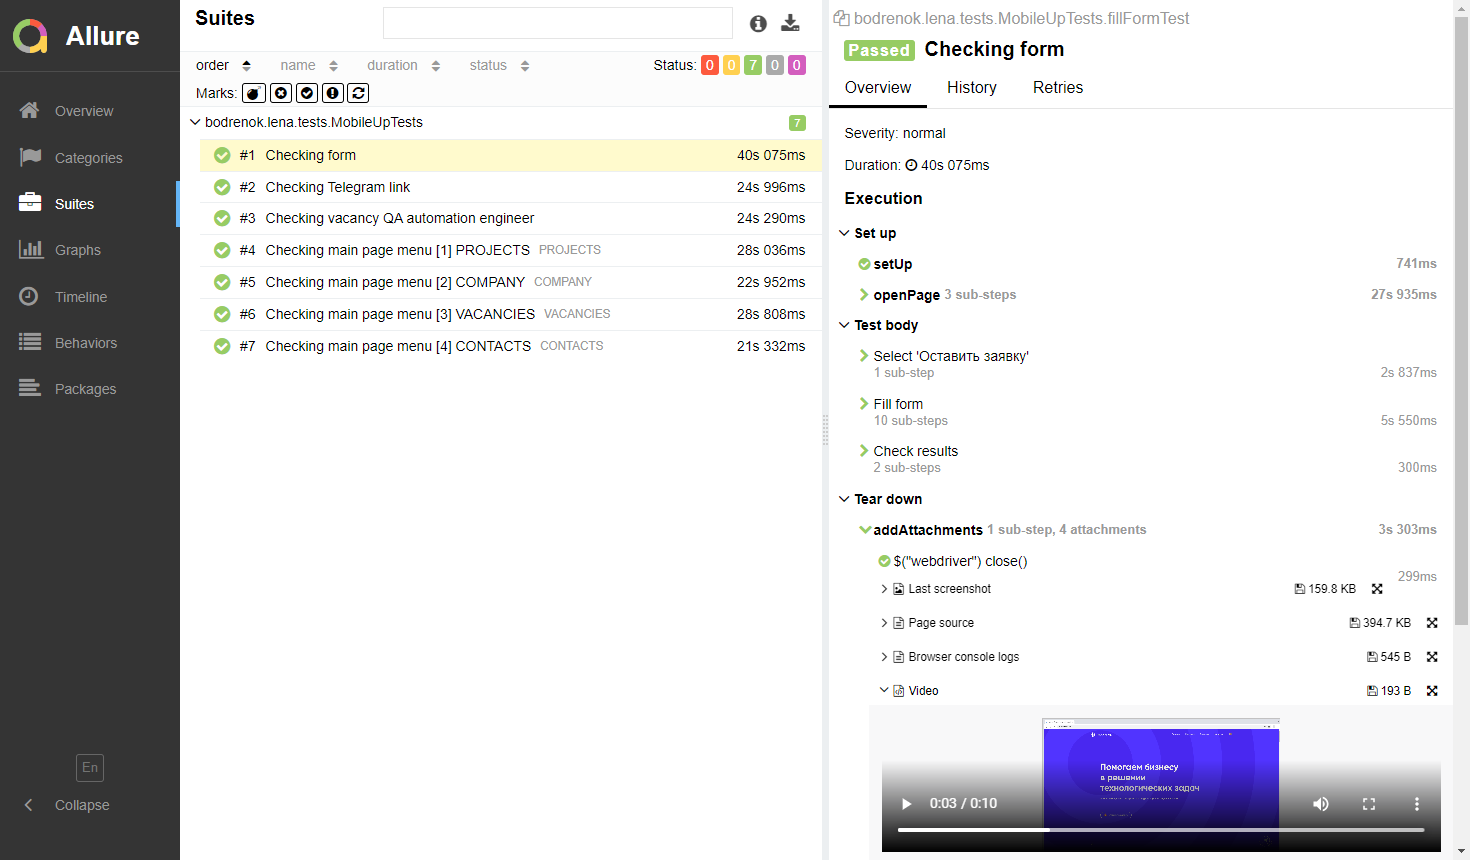 Allure
Overview
Categories
Suites
Graphs
Timeline
Behaviors
Packages
En
Collapse
Suites
order name duration status Status: 0 0 7 0 0
Marks:
bodrenok.lena.tests.MobileUpTests 7
#1 Checking form 40s 075ms
#2 Checking Telegram link 24s 996ms
#3 Checking vacancy QA automation engineer 24s 290ms
#4 Checking main page menu [1] PROJECTS PROJECTS 28s 036ms
#5 Checking main page menu [2] COMPANY COMPANY 22s 952ms
#6 Checking main page menu [3] VACANCIES VACANCIES 28s 808ms
#7 Checking main page menu [4] CONTACTS CONTACTS 21s 332ms
bodrenok.lena.tests.MobileUpTests.fillFormTest
Passed Checking form
Overview History Retries
Severity: normal
Duration: 40s 075ms
Execution
Set up
setUp 741ms
openPage 3 sub-steps 27s 935ms
Test body
Select 'Оставить заявку'
1 sub-step 2s 837ms
Fill form
10 sub-steps 5s 550ms
Check results
2 sub-steps 300ms
Tear down
addAttachments 1 sub-step, 4 attachments 3s 303ms
$("webdriver") close()
299ms
Last screenshot 159.8 KB
Page source 394.7 KB
Browser console logs 545 B
Video 193 B
Помогаем бизнесу
в решении
технологических задач
0:03 / 0:10